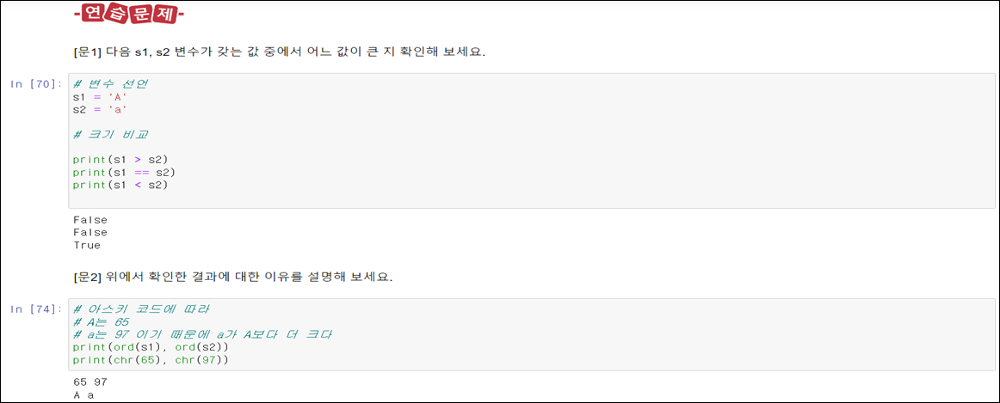 -연습문제-
[문1] 다음 s1, s2 변수가 갖는 값 중에서 어느 값이 큰 지 확인해 보세요.
In [70]:
# 변수 선언
s1 = 'A'
s2 = 'a'
# 크기 비교
print(s1 > s2)
print(s1 == s2)
print(s1 < s2)
False
False
True
[문2] 위에서 확인한 결과에 대한 이유를 설명해 보세요.
In [74]:
# 아스키 코드에 따라
# A는 65
# a는 97 이기 때문에 a가 A보다 더 크다
print(ord(s1), ord(s2))
print(chr(65), chr(97))
65 97
A a